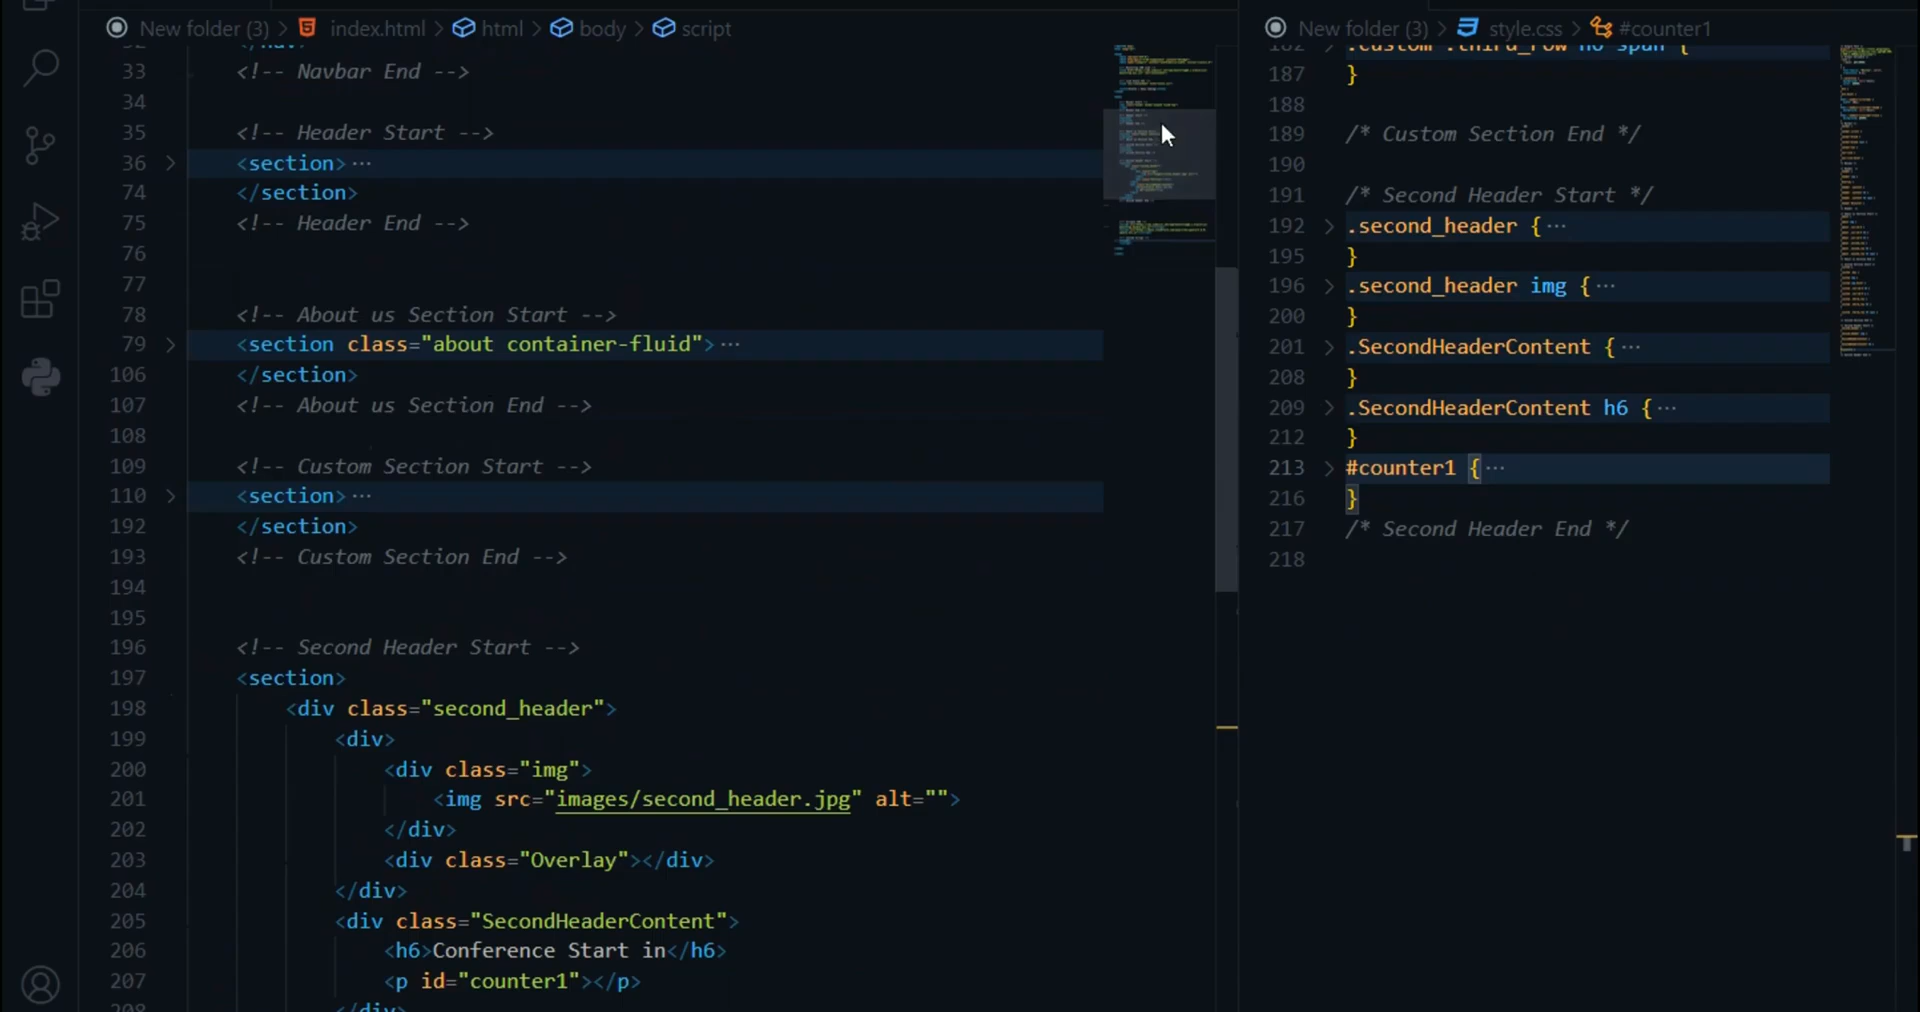 New folder (3) > index.html > html > body > script
33 <!-- Navbar End -->
34
35 <!-- Header Start -->
36 <section> ···
74 </section>
75 <!-- Header End -->
76
77
78 <!-- About us Section Start -->
79 <section class="about container-fluid"> ···
106 </section>
107 <!-- About us Section End -->
108
109 <!-- Custom Section Start -->
110 <section> ···
192 </section>
193 <!-- Custom Section End -->
194
195
196 <!-- Second Header Start -->
197 <section>
198 <div class="second_header">
199 <div>
200 <div class="img">
201 <img src="images/second_header.jpg" alt="">
202 </div>
203 <div class="Overlay"></div>
204 </div>
205 <div class="SecondHeaderContent">
206 <h6>Conference Start in</h6>
207 <p id="counter1"></p>
208 </div>
New folder (3) > style.css > #counter1
182 .custom .third_row h6 span {
187 }
188
189 /* Custom Section End */
190
191 /* Second Header Start */
192 .second_header { ···
195 }
196 .second_header img { ···
200 }
201 .SecondHeaderContent { ···
208 }
209 .SecondHeaderContent h6 { ···
212 }
213 #counter1 { ···
216 }
217 /* Second Header End */
218